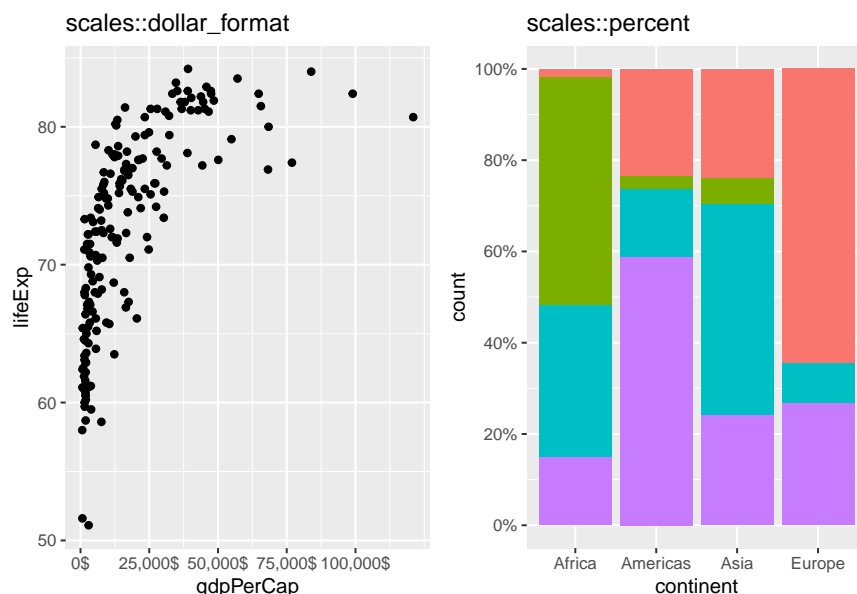 scales::dollar_format
80
70
60
50
lifeExp
0$ 25,000$ 50,000$ 75,000$ 100,000$
gdpPerCap
scales::percent
100%
80%
60%
40%
20%
0%
count
Africa Americas Asia Europe
continent